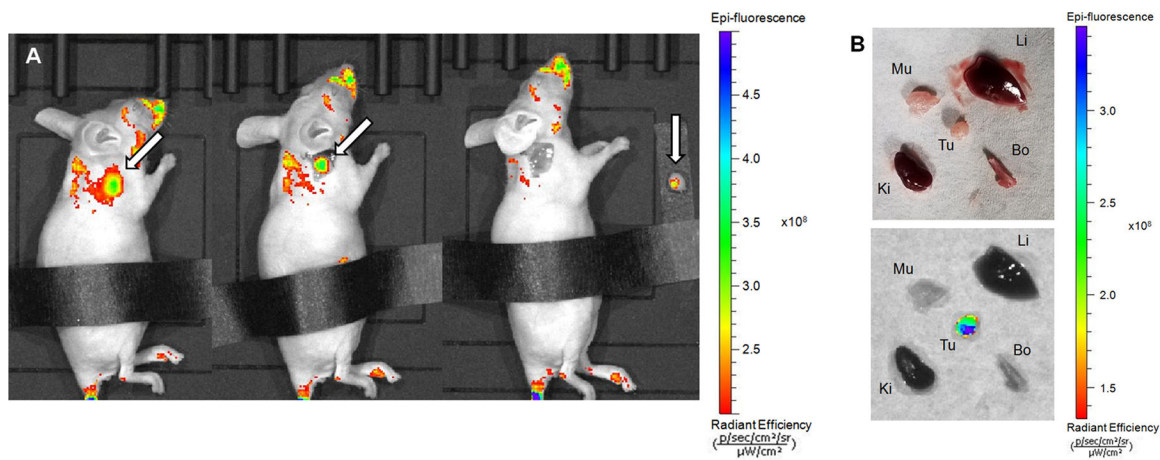 A
Epi-fluorescence
4.5
4.0
3.5
x10⁸
3.0
2.5
Radiant Efficiency
(p/sec/cm²/sr
µW/cm²)
B
Li
Mu
Tu
Bo
Ki
Li
Mu
Tu
Bo
Ki
Epi-fluorescence
3.0
2.5
x10⁸
2.0
1.5
Radiant Efficiency
(p/sec/cm²/sr
µW/cm²)